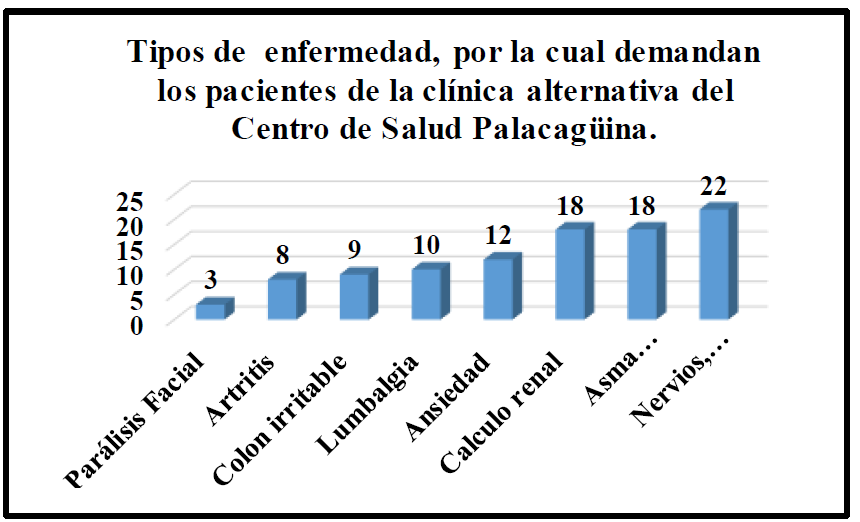 Tipos de  enfermedad, por la cual demandan
los pacientes de la clínica alternativa del
Centro de Salud Palacagüina.
25
20
15
10
5
0
3
8
9
10
12
18
18
22
Parálisis Facial
Artritis
Colon irritable
Lumbalgia
Ansiedad
Calculo renal
Asma…
Nervios,…